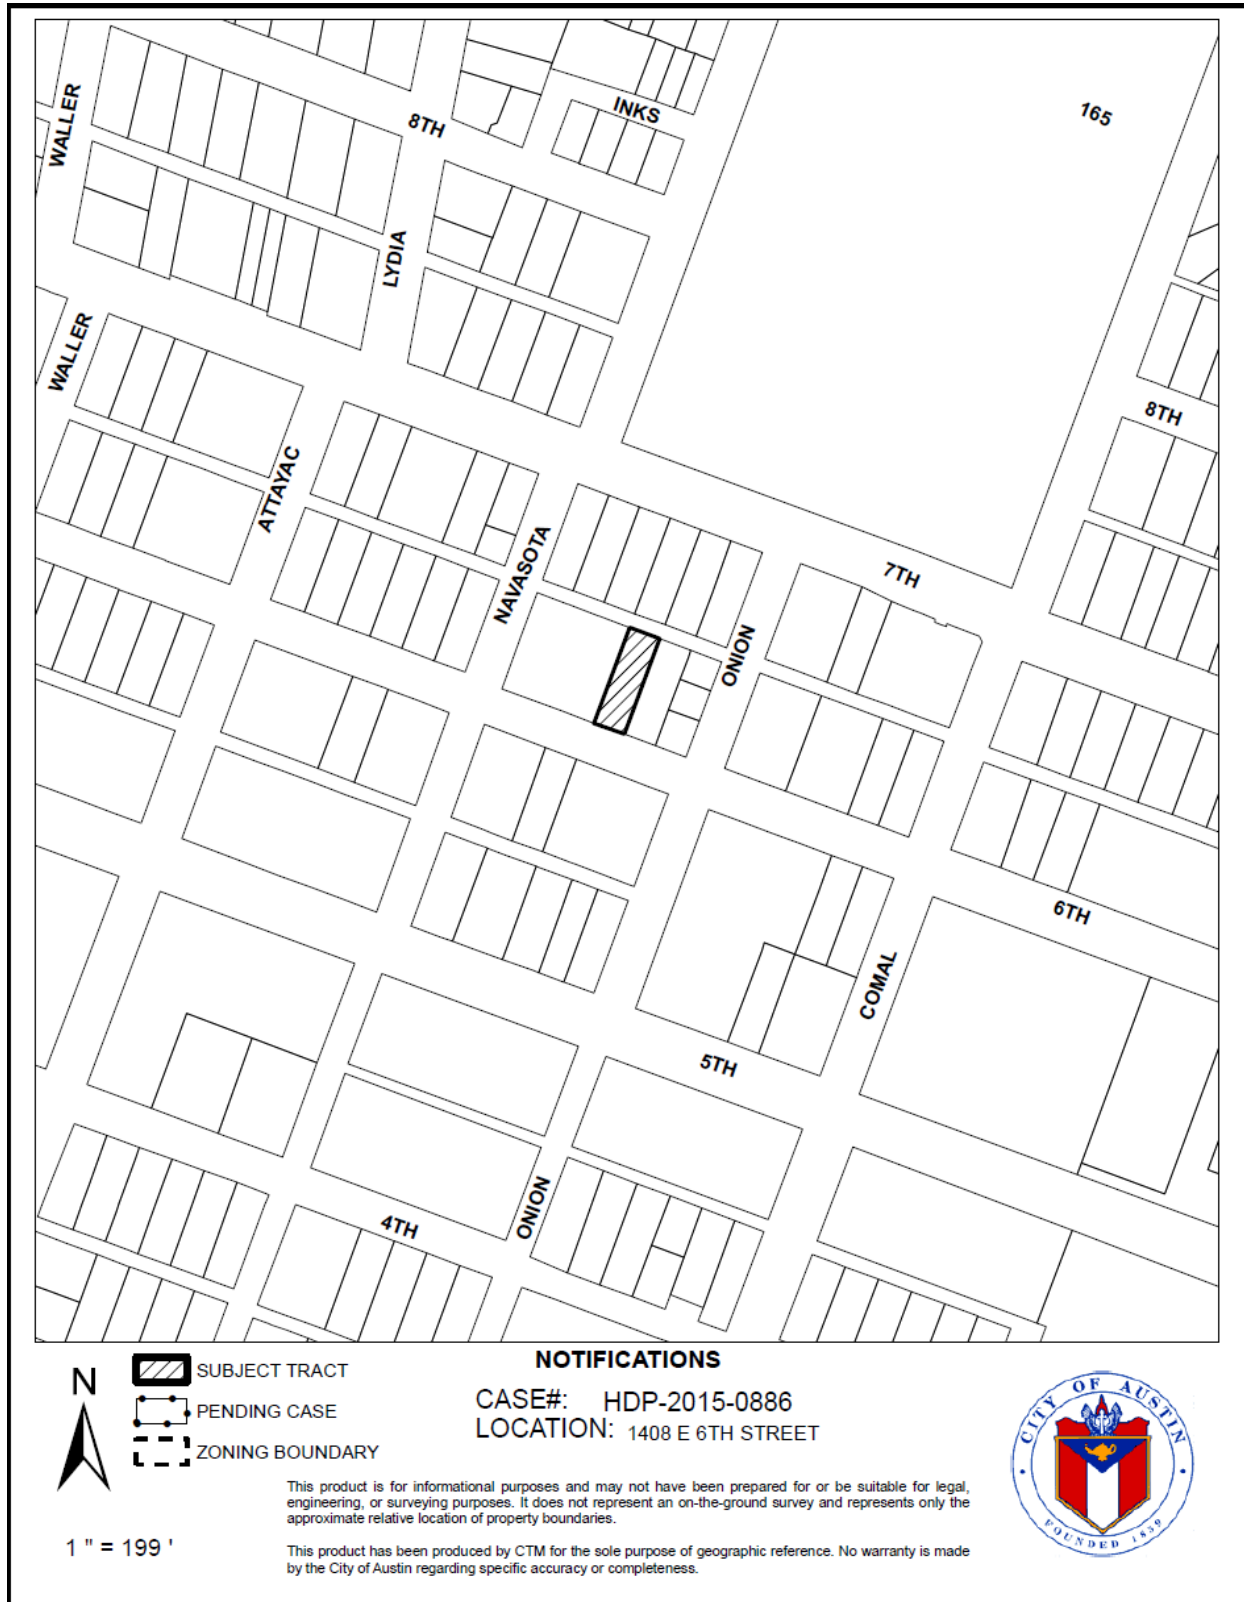 INKS
165
8TH
WALLER
LYDIA
WALLER
8TH
ATTAYAC
NAVASOTA
7TH
ONION
6TH
COMAL
5TH
ONION
4TH
N
SUBJECT TRACT
PENDING CASE
ZONING BOUNDARY
1 " = 199 '
NOTIFICATIONS
CASE#: HDP-2015-0886
LOCATION: 1408 E 6TH STREET
This product is for informational purposes and may not have been prepared for or be suitable for legal,
engineering, or surveying purposes. It does not represent an on-the-ground survey and represents only the
approximate relative location of property boundaries.
This product has been produced by CTM for the sole purpose of geographic reference. No warranty is made
by the City of Austin regarding specific accuracy or completeness.
CITY OF AUSTIN
FOUNDED 1839